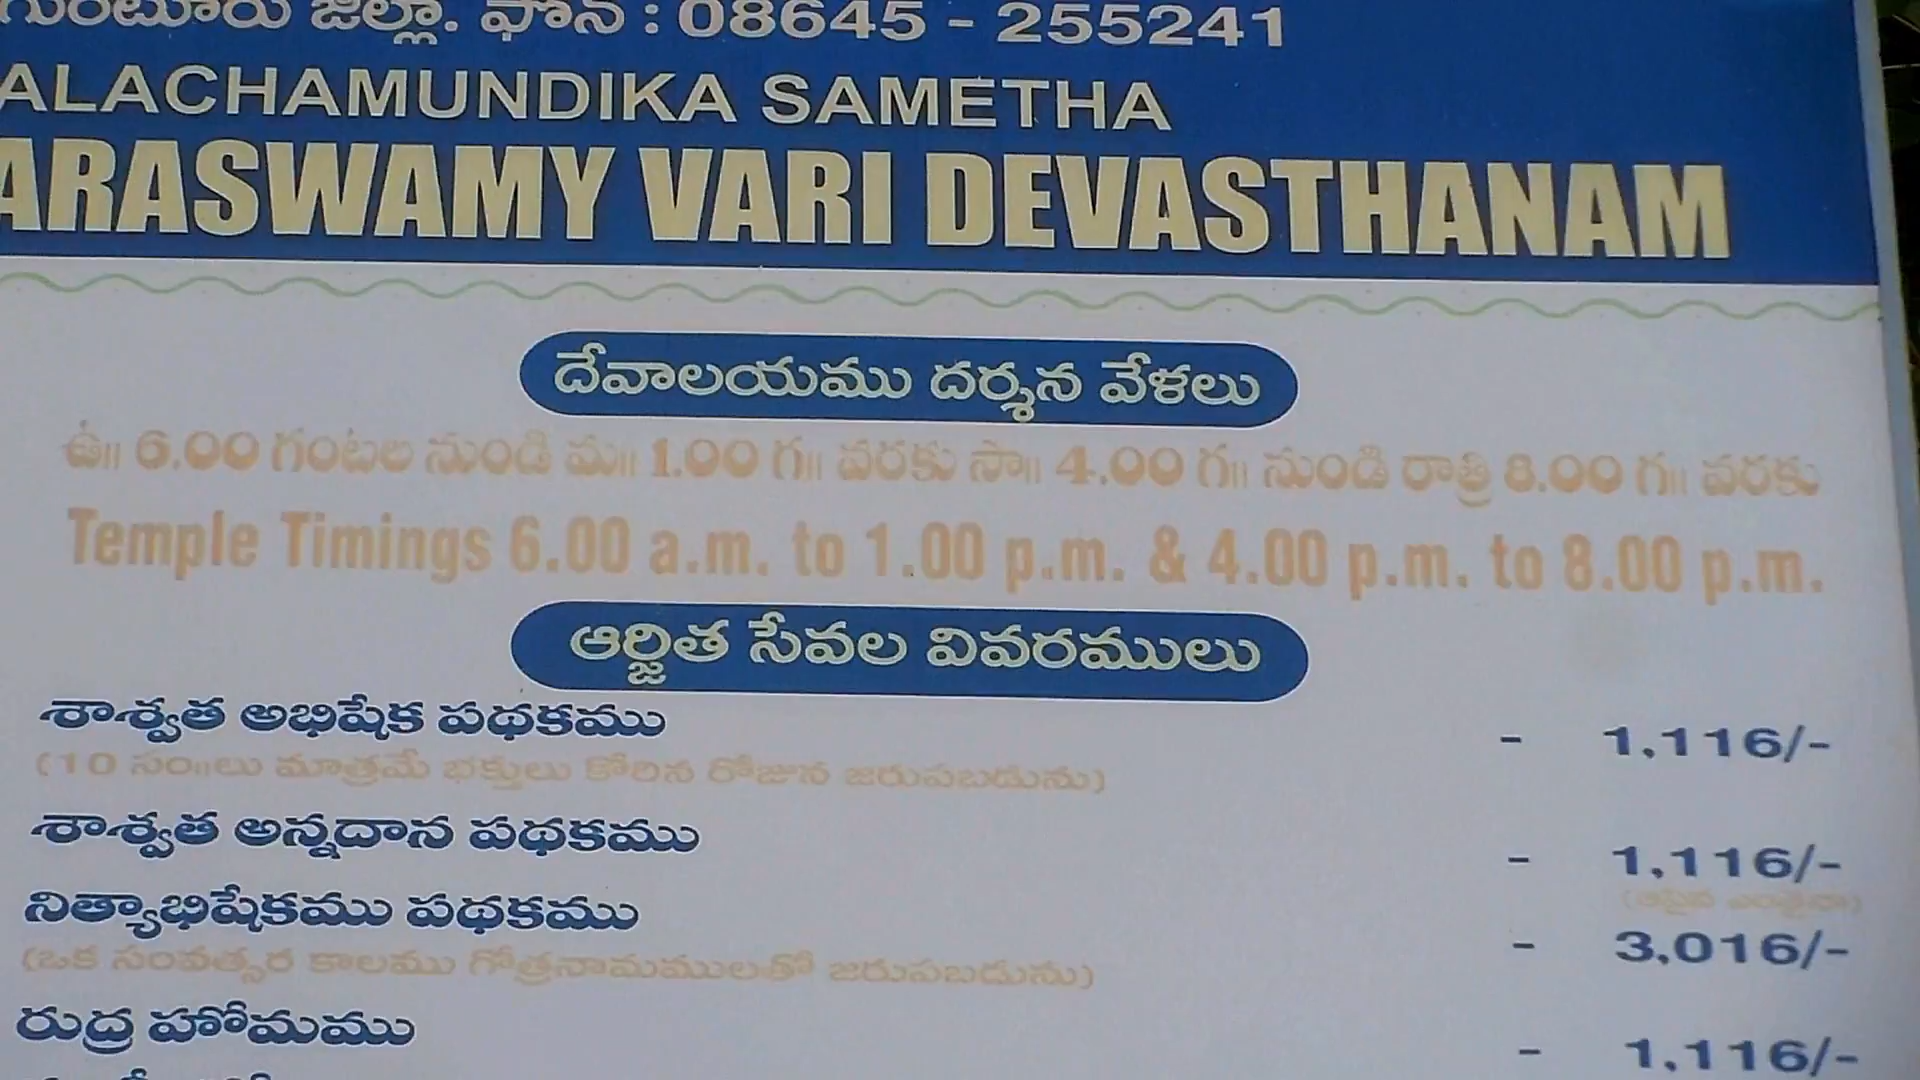 గుంటూరు జిల్లా. ఫోన్ : 08645 - 255241
ALACHAMUNDIKA SAMETHA
ARASWAMY VARI DEVASTHANAM
దేవాలయము దర్శన వేళలు
ఉ॥ 6.00 గంటల నుండి మ॥ 1.00 గ॥ వరకు సా॥ 4.00 గ॥ నుండి రాత్రి 8.00 గ॥ వరకు
Temple Timings 6.00 a.m. to 1.00 p.m. & 4.00 p.m. to 8.00 p.m.
ఆర్జిత సేవల వివరములు
శాశ్వత అభిషేక పథకము - 1,116/-
(10 సం॥లు మాత్రమే భక్తులు కోరిన రోజున జరుపబడును)
శాశ్వత అన్నదాన పథకము - 1,116/-
నిత్యాభిషేకము పథకము - 3,016/-
(ఒక సంవత్సర కాలము గోత్రనామములతో జరుపబడును)
రుద్ర హోమము - 1,116/-